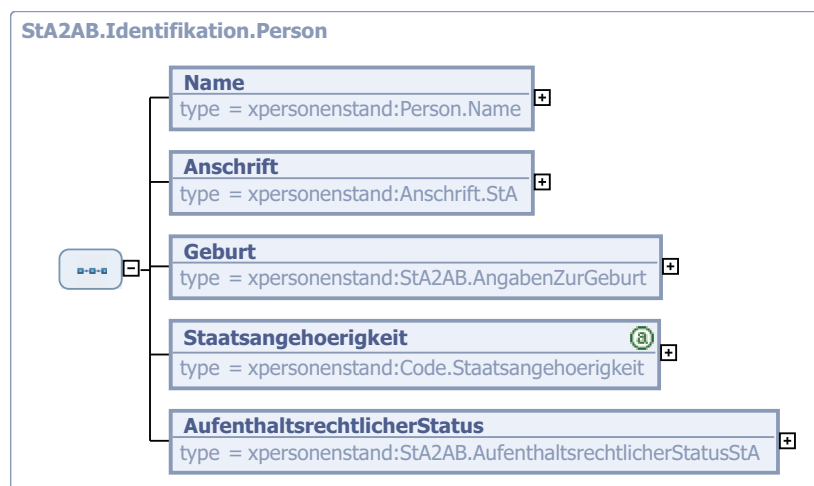 StA2AB.Identifikation.Person
Name
type = xpersonenstand:Person.Name
Anschrift
type = xpersonenstand:Anschrift.StA
Geburt
type = xpersonenstand:StA2AB.AngabenZurGeburt
Staatsangehoerigkeit @
type = xpersonenstand:Code.Staatsangehoerigkeit
AufenthaltsrechtlicherStatus
type = xpersonenstand:StA2AB.AufenthaltsrechtlicherStatusStA